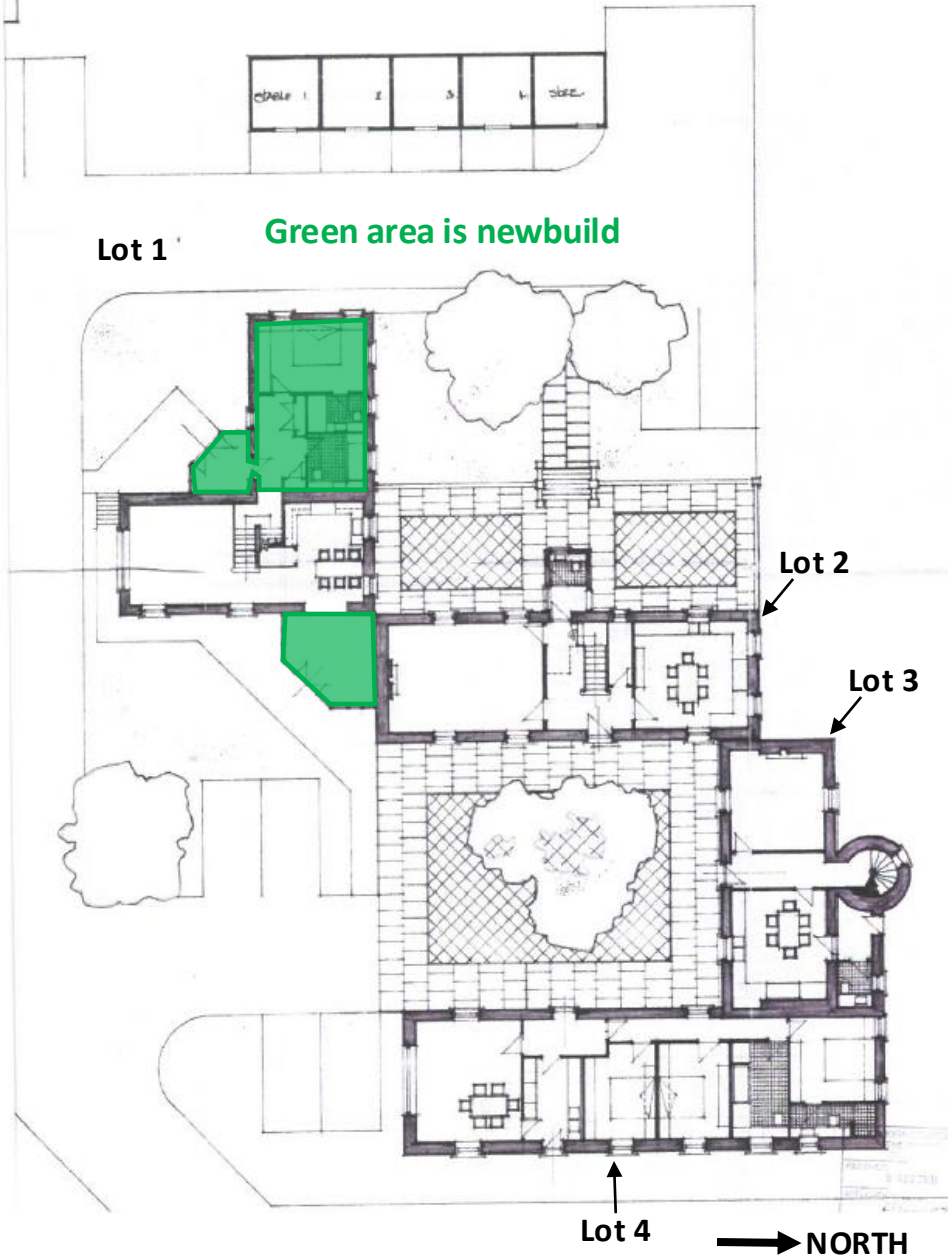 STABLE 1 2 3 4 STORE
Green area is newbuild
Lot 1
Lot 2
Lot 3
Lot 4
NORTH